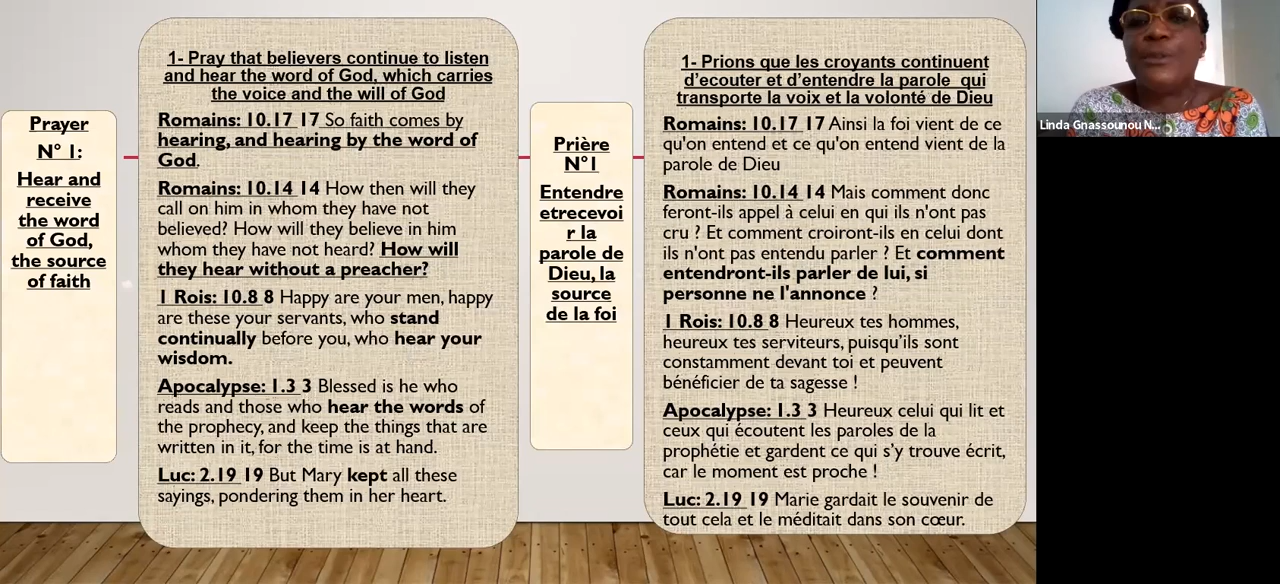 Prayer
N° 1:
Hear and
receive
the word
of God,
the source
of faith
1- Pray that believers continue to listen
and hear the word of God, which carries
the voice and the will of God
Romains: 10.17 17 So faith comes by
hearing, and hearing by the word of
God.
Romains: 10.14 14 How then will they
call on him in whom they have not
believed? How will they believe in him
whom they have not heard? How will
they hear without a preacher?
1 Rois: 10.8 8 Happy are your men, happy
are these your servants, who stand
continually before you, who hear your
wisdom.
Apocalypse: 1.3 3 Blessed is he who
reads and those who hear the words of
the prophecy, and keep the things that are
written in it, for the time is at hand.
Luc: 2.19 19 But Mary kept all these
sayings, pondering them in her heart.
Prière
N°1
Entendre
etrecevoi
r la
parole de
Dieu, la
source
de la foi
1- Prions que les croyants continuent
d'ecouter et d'entendre la parole qui
transporte la voix et la volonté de Dieu
Romains: 10.17 17 Ainsi la foi vient de ce
qu'on entend et ce qu'on entend vient de la
parole de Dieu
Romains: 10.14 14 Mais comment donc
feront-ils appel à celui en qui ils n'ont pas
cru ? Et comment croiront-ils en celui dont
ils n'ont pas entendu parler ? Et comment
entendront-ils parler de lui, si
personne ne l'annonce ?
1 Rois: 10.8 8 Heureux tes hommes,
heureux tes serviteurs, puisqu'ils sont
constamment devant toi et peuvent
bénéficier de ta sagesse !
Apocalypse: 1.3 3 Heureux celui qui lit et
ceux qui écoutent les paroles de la
prophétie et gardent ce qui s'y trouve écrit,
car le moment est proche !
Luc: 2.19 19 Marie gardait le souvenir de
tout cela et le méditait dans son cœur.
Linda Gnassounou N...